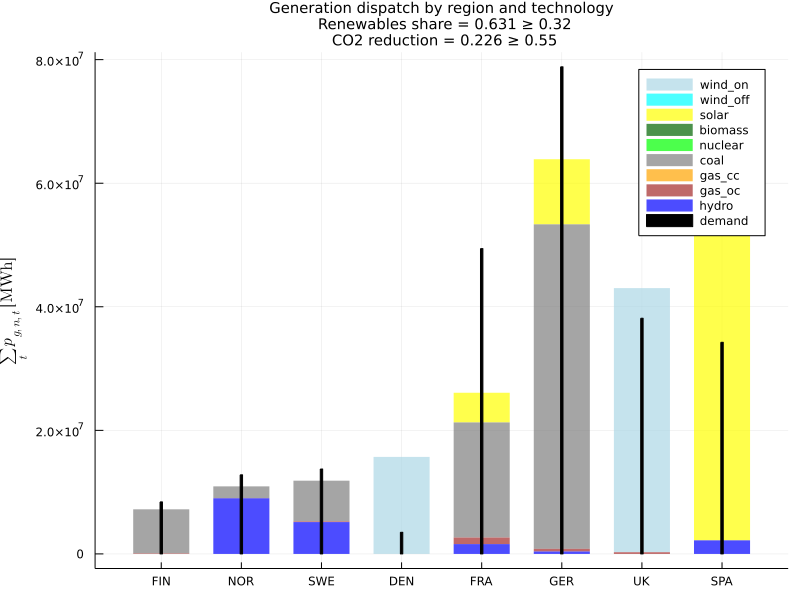 Generation dispatch by region and technology
Renewables share = 0.631 ≥ 0.32
CO2 reduction = 0.226 ≥ 0.55
8.0×10⁷
6.0×10⁷
4.0×10⁷
2.0×10⁷
0
∑ₜ p_{g,n,t} [MWh]
wind_on
wind_off
solar
biomass
nuclear
coal
gas_cc
gas_oc
hydro
demand
FIN NOR SWE DEN FRA GER UK SPA